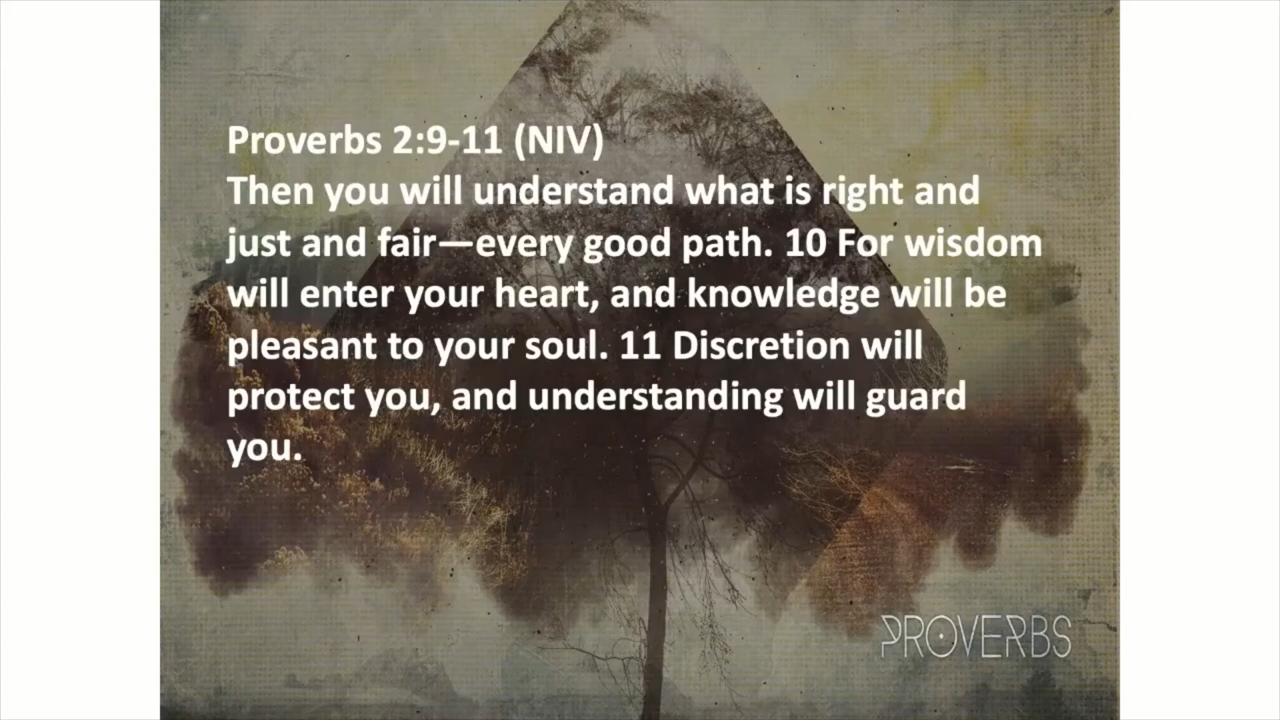 Proverbs 2:9-11 (NIV)
Then you will understand what is right and
just and fair—every good path. 10 For wisdom
will enter your heart, and knowledge will be
pleasant to your soul. 11 Discretion will
protect you, and understanding will guard
you.
PROVERBS